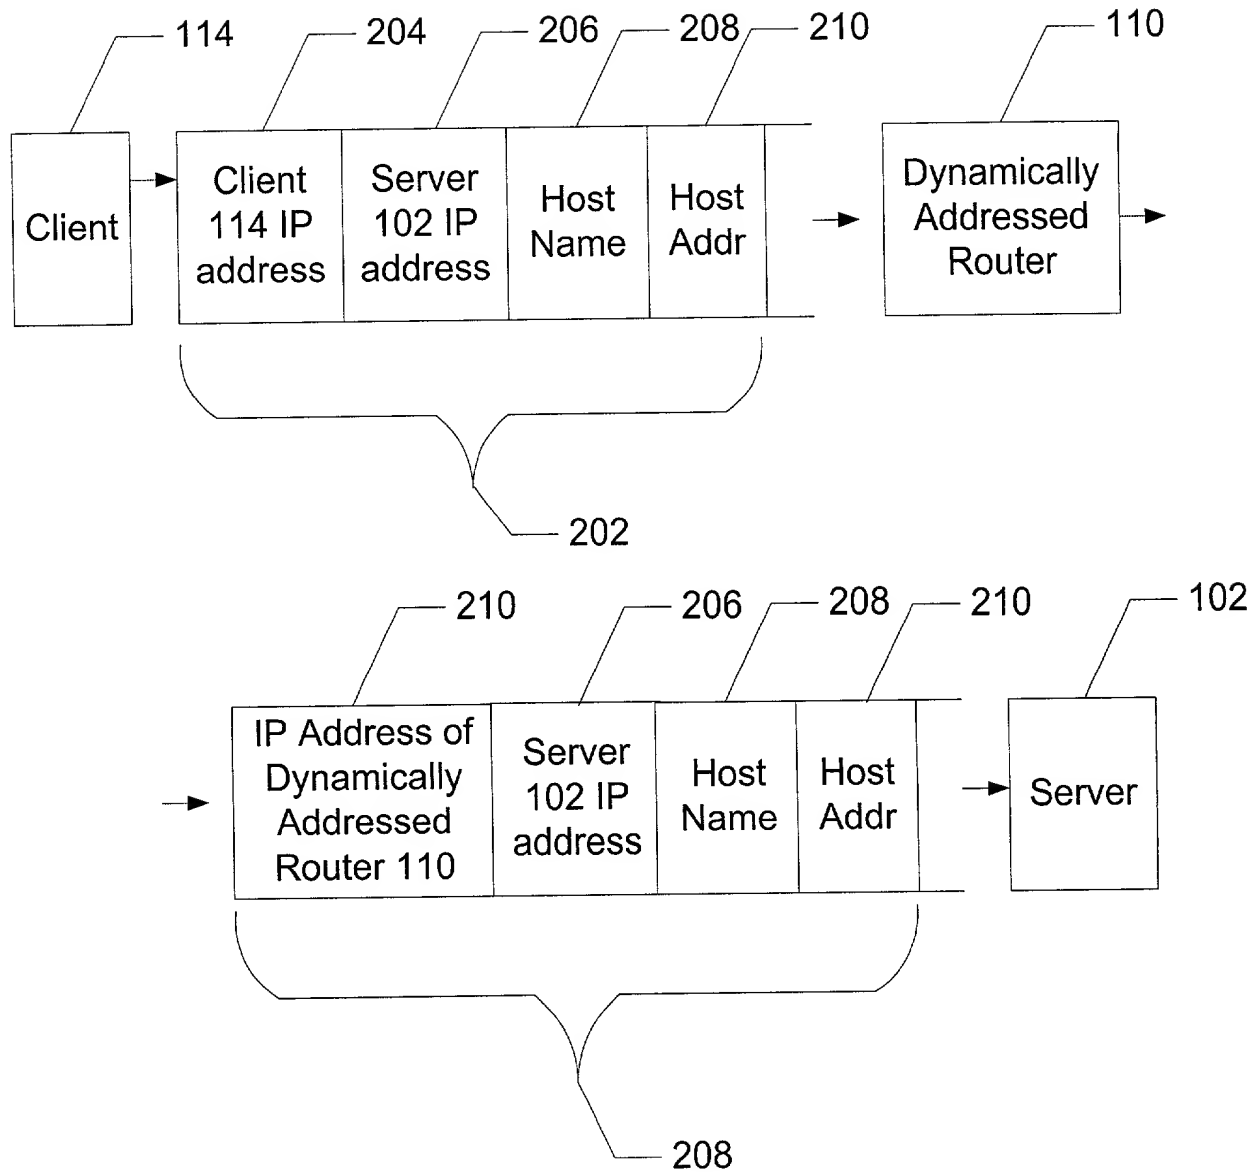 114
204
206
208
210
110
Client
Client
114 IP
address
Server
102 IP
address
Host
Name
Host
Addr
Dynamically
Addressed
Router
202
210
206
208
210
102
IP Address of
Dynamically
Addressed
Router 110
Server
102 IP
address
Host
Name
Host
Addr
Server
208